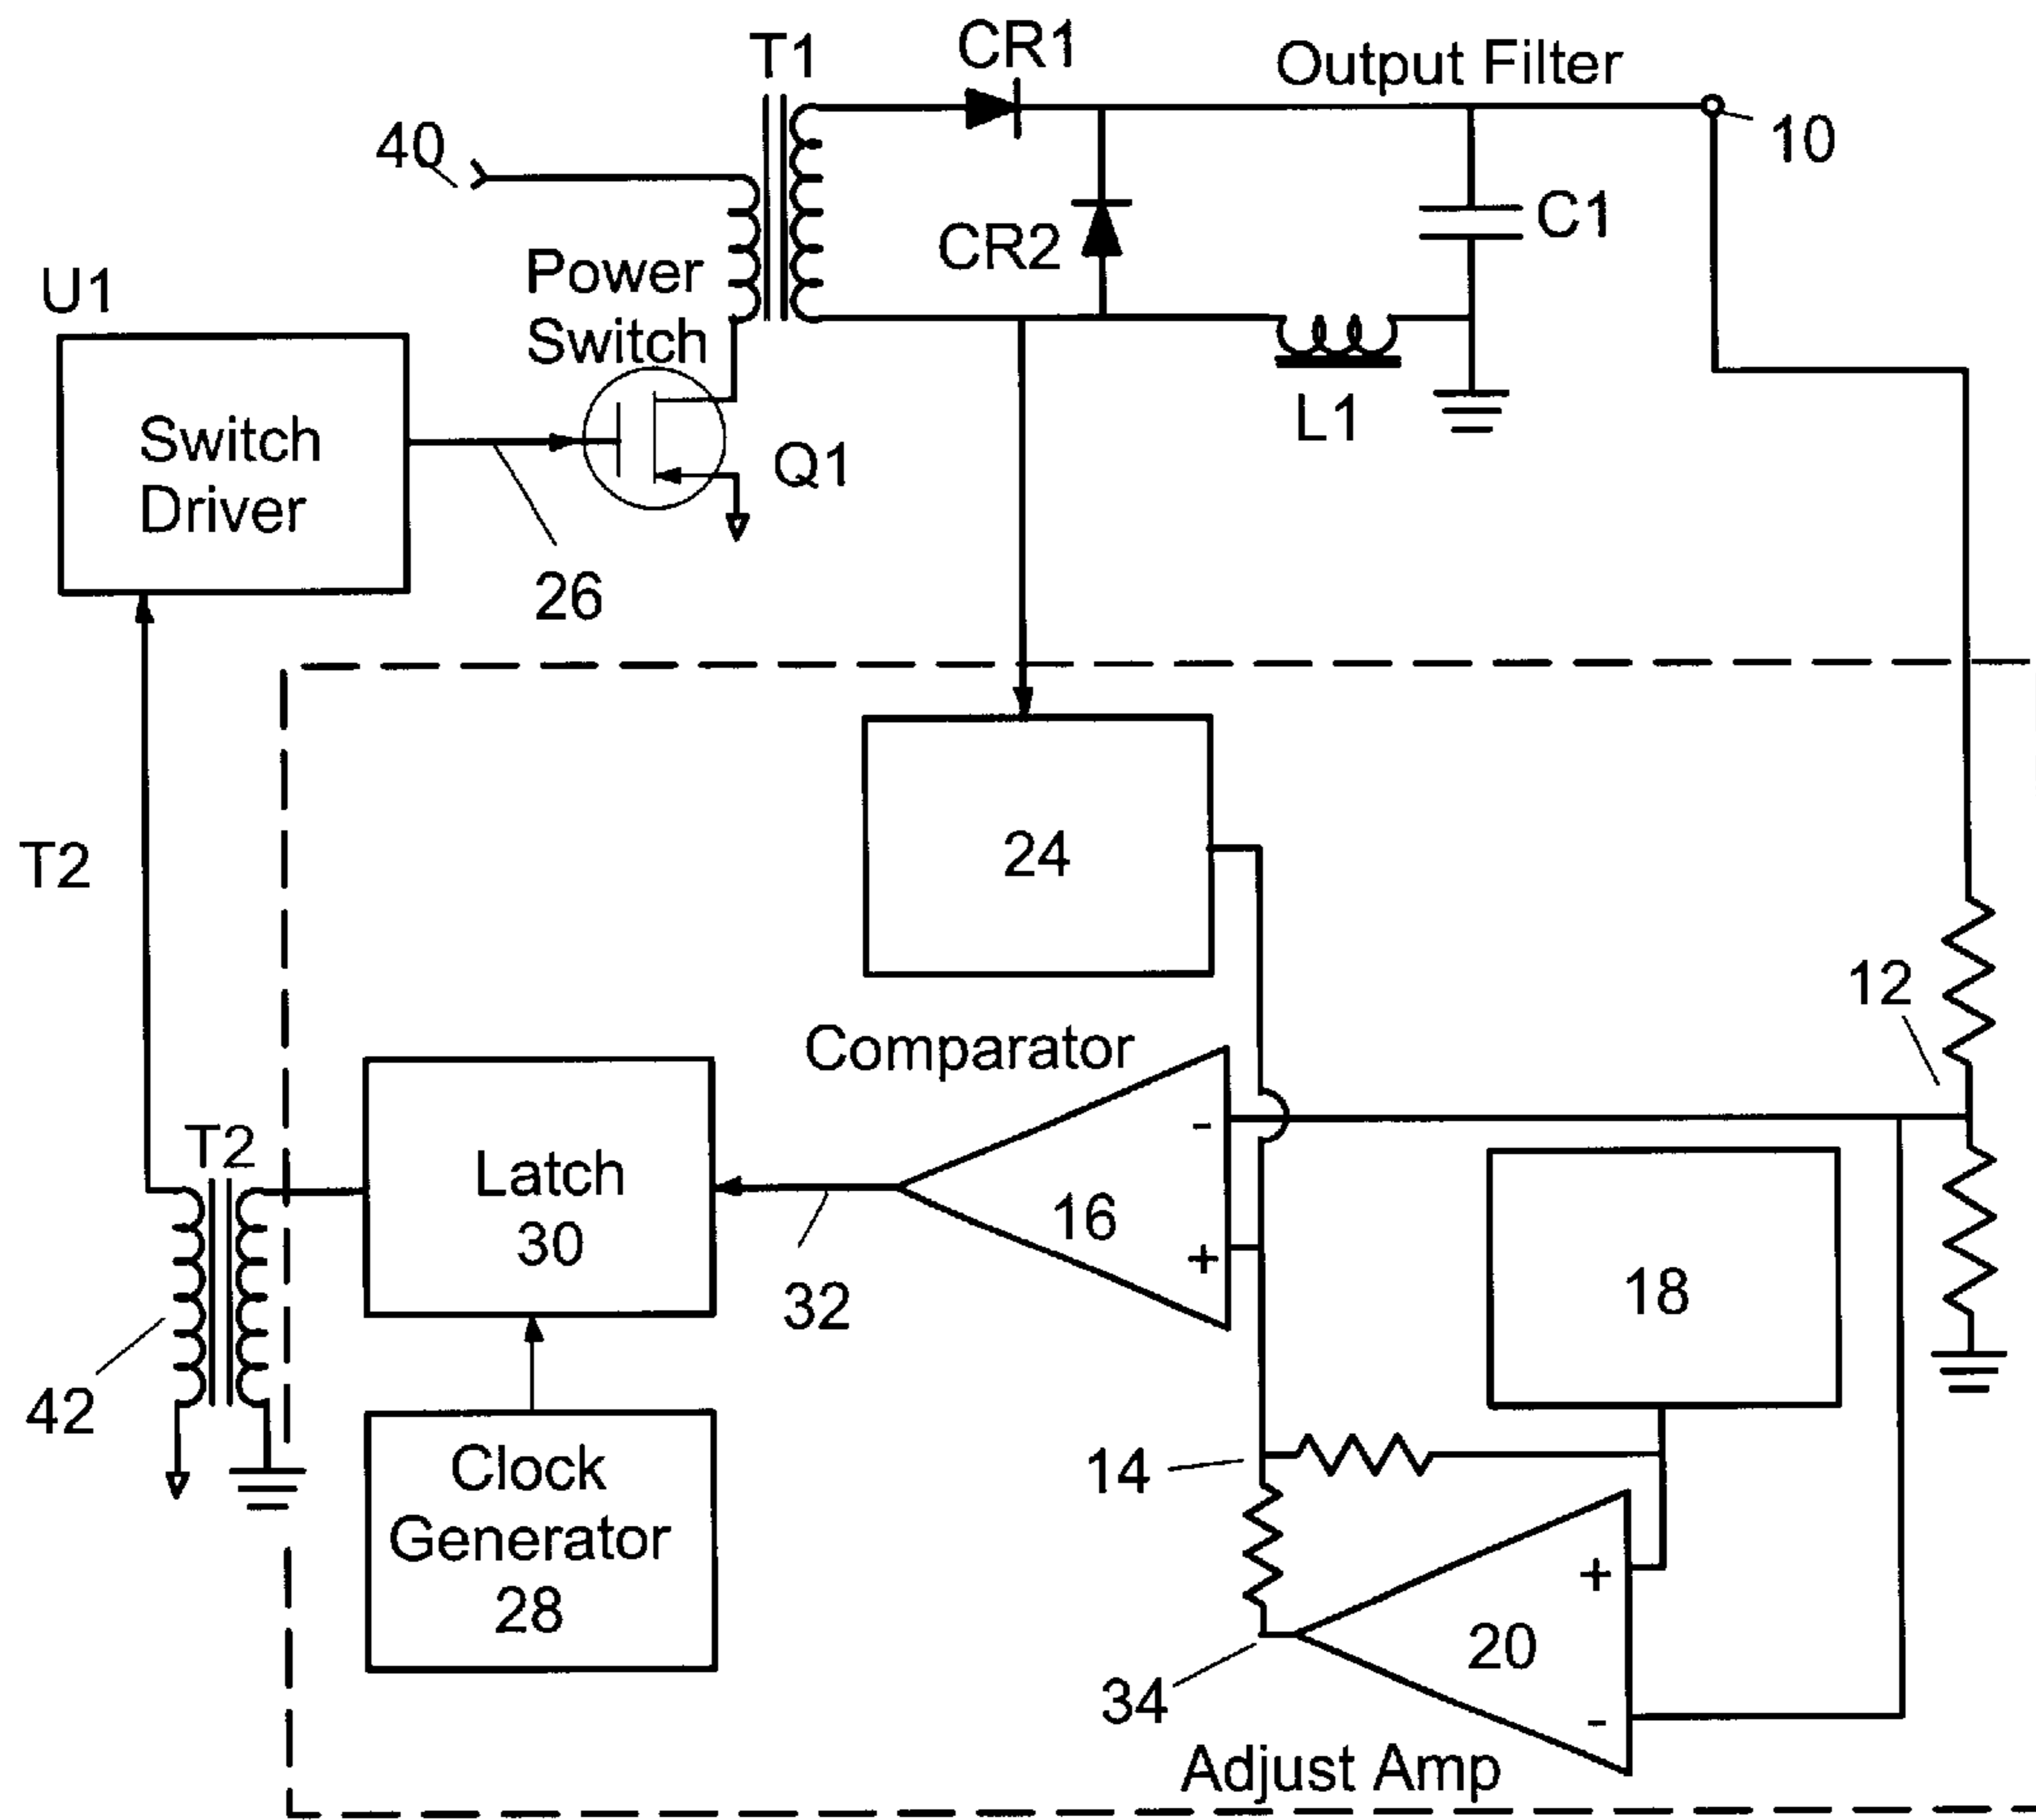 T1
CR1
Output Filter
10
40
CR2
C1
U1
Power
Switch
L1
Switch
Driver
Q1
26
24
T2
12
Comparator
-
T2
Latch
30
16
+
18
32
42
14
Clock
Generator
28
+
20
34
-
Adjust Amp